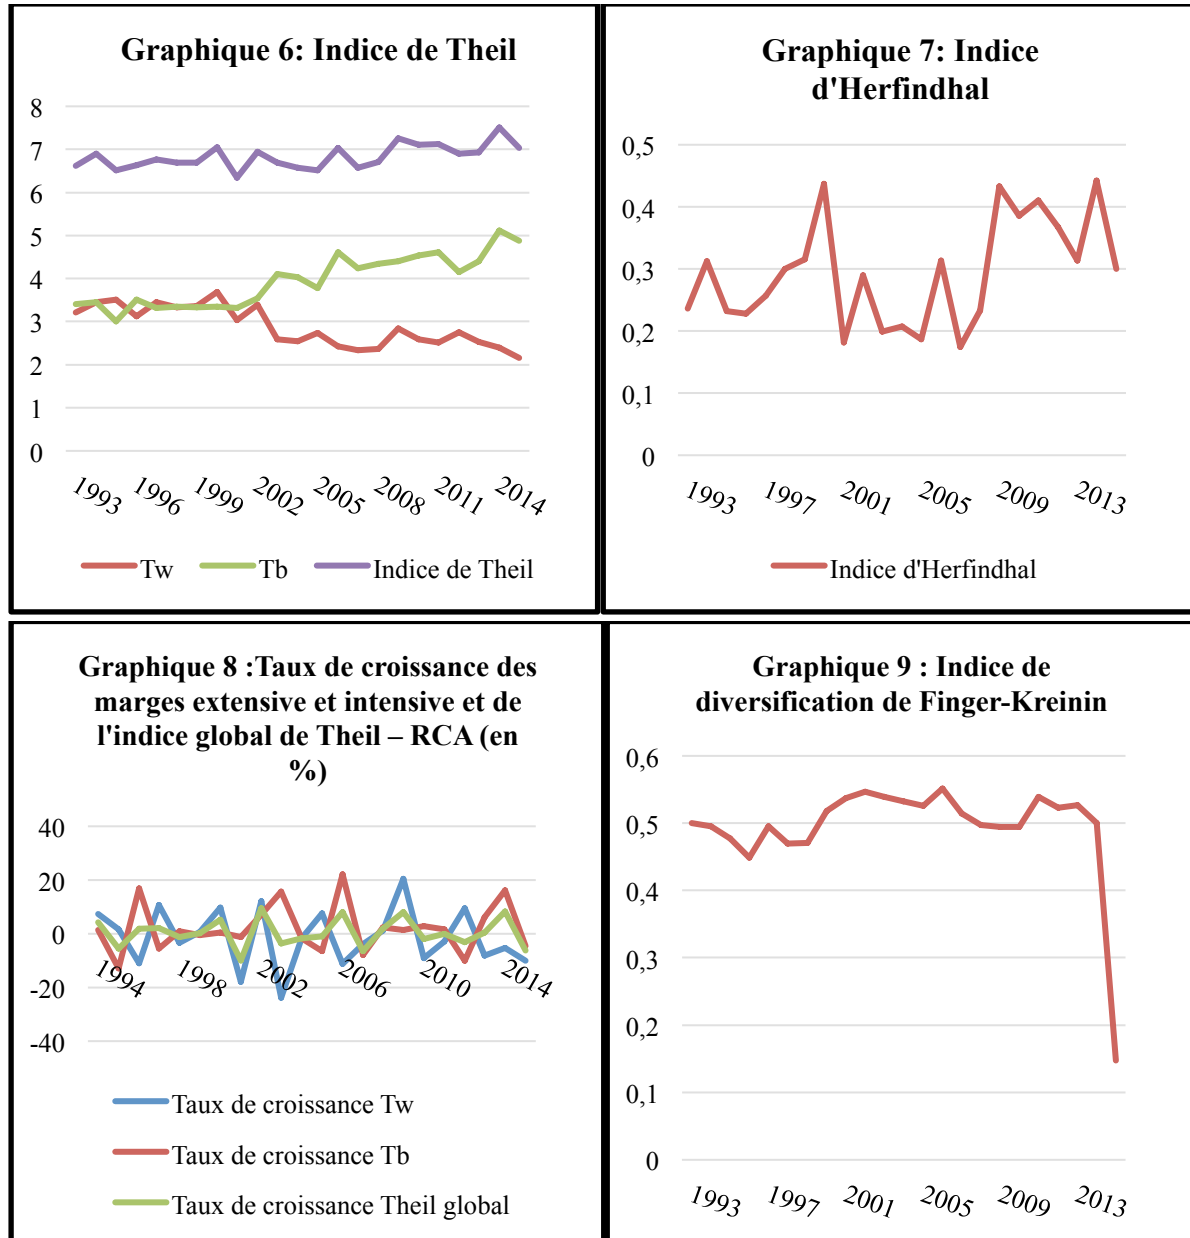 Graphique 6: Indice de Theil
8
7
6
5
4
3
2
1
0
1993 1996 1999 2002 2005 2008 2011 2014
Tw Tb Indice de Theil
Graphique 7: Indice
d'Herfindhal
0,5
0,4
0,3
0,2
0,1
0
1993 1997 2001 2005 2009 2013
Indice d'Herfindhal
Graphique 8 :Taux de croissance des
marges extensive et intensive et de
l'indice global de Theil – RCA (en
%)
40
20
0
-20
-40
1994 1998 2002 2006 2010 2014
Taux de croissance Tw
Taux de croissance Tb
Taux de croissance Theil global
Graphique 9 : Indice de
diversification de Finger-Kreinin
0,6
0,5
0,4
0,3
0,2
0,1
0
1993 1997 2001 2005 2009 2013